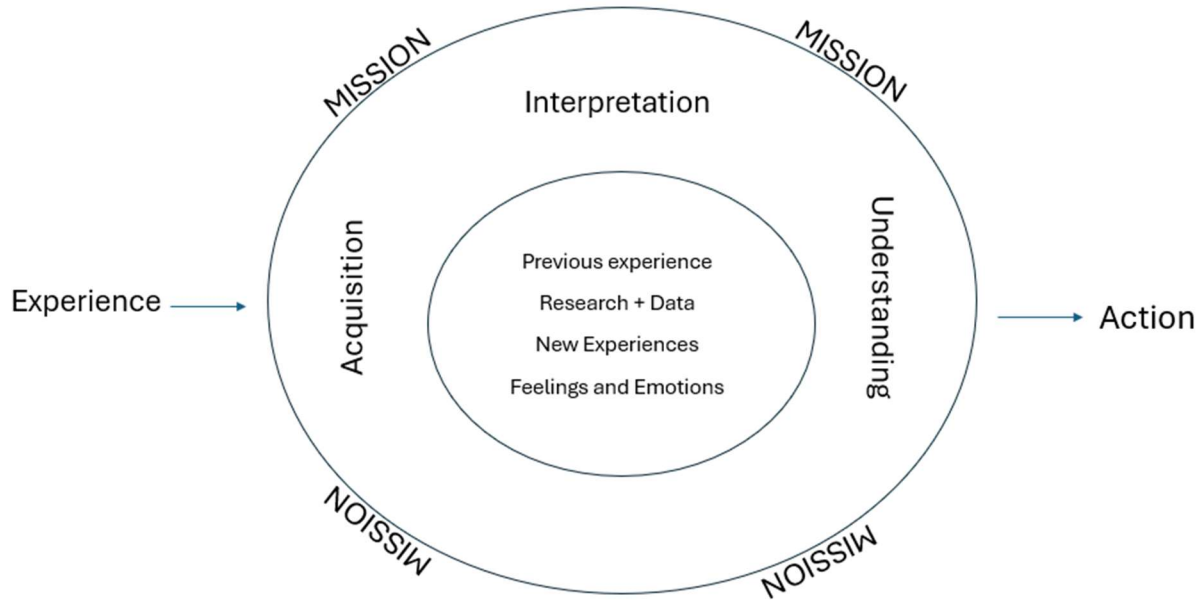 MISSION
MISSION
Interpretation
Acquisition
Understanding
Previous experience
Research + Data
New Experiences
Feelings and Emotions
Experience
Action
MISSION
MISSION